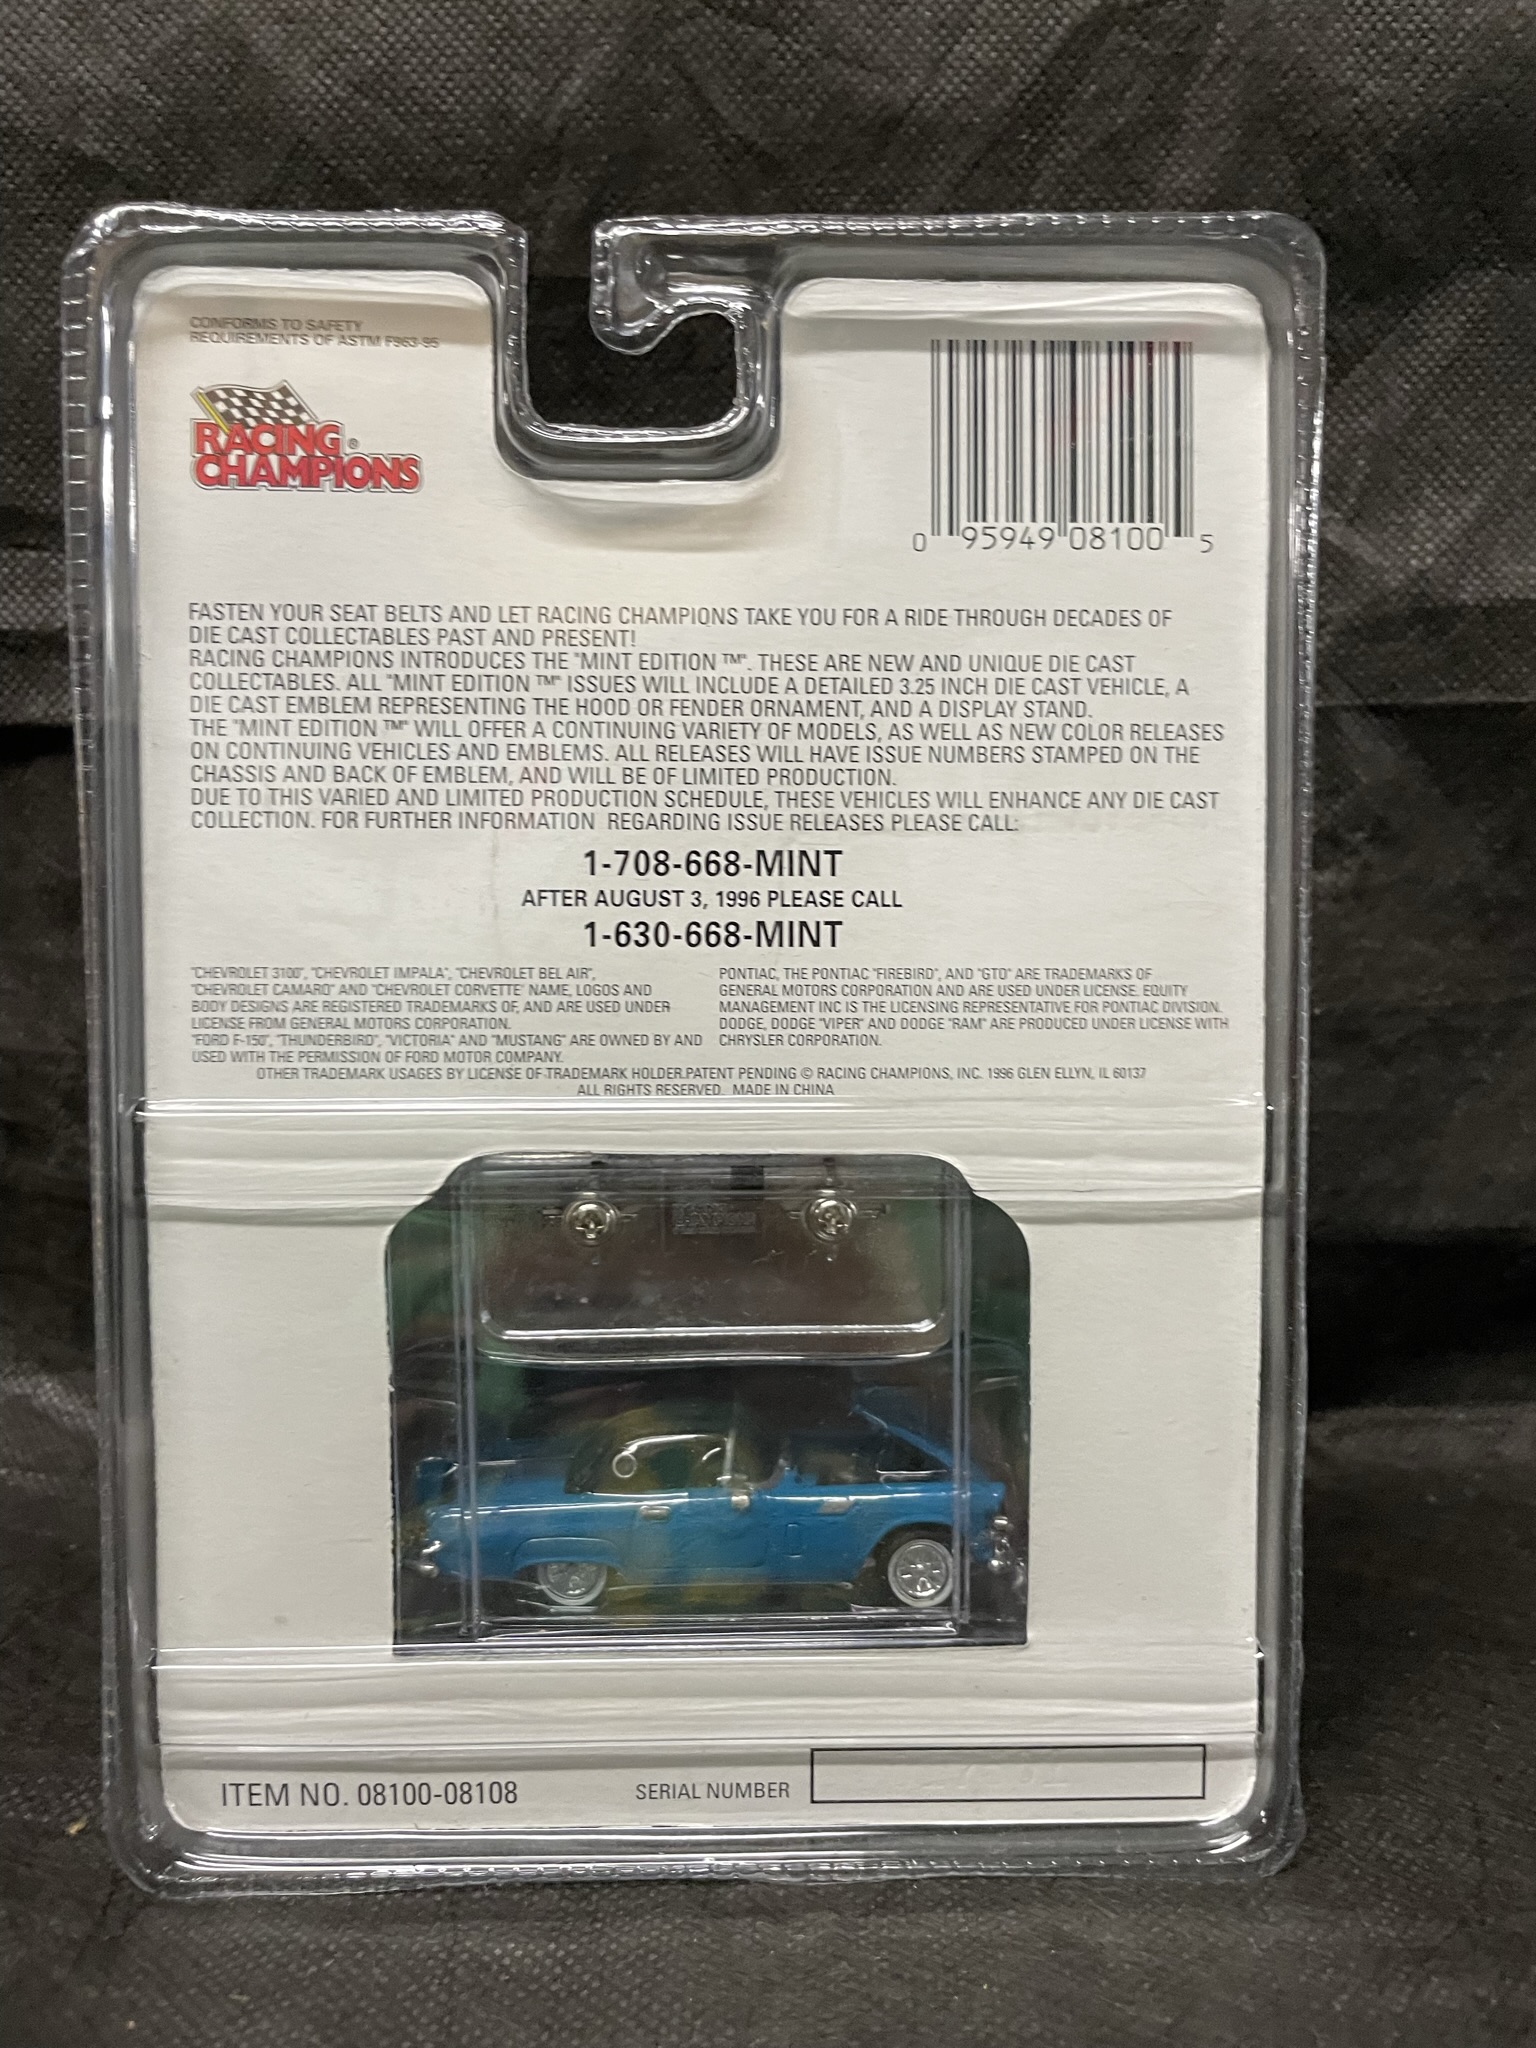 CONFORMS TO SAFETY
REQUIREMENTS OF ASTM F963-95
RACING®
CHAMPIONS
0 95949 08100 5
FASTEN YOUR SEAT BELTS AND LET RACING CHAMPIONS TAKE YOU FOR A RIDE THROUGH DECADES OF
DIE CAST COLLECTABLES PAST AND PRESENT!
RACING CHAMPIONS INTRODUCES THE "MINT EDITION ™". THESE ARE NEW AND UNIQUE DIE CAST
COLLECTABLES. ALL "MINT EDITION ™" ISSUES WILL INCLUDE A DETAILED 3.25 INCH DIE CAST VEHICLE, A
DIE CAST EMBLEM REPRESENTING THE HOOD OR FENDER ORNAMENT, AND A DISPLAY STAND.
THE "MINT EDITION ™" WILL OFFER A CONTINUING VARIETY OF MODELS, AS WELL AS NEW COLOR RELEASES
ON CONTINUING VEHICLES AND EMBLEMS. ALL RELEASES WILL HAVE ISSUE NUMBERS STAMPED ON THE
CHASSIS AND BACK OF EMBLEM, AND WILL BE OF LIMITED PRODUCTION.
DUE TO THIS VARIED AND LIMITED PRODUCTION SCHEDULE, THESE VEHICLES WILL ENHANCE ANY DIE CAST
COLLECTION. FOR FURTHER INFORMATION REGARDING ISSUE RELEASES PLEASE CALL:
1-708-668-MINT
AFTER AUGUST 3, 1996 PLEASE CALL
1-630-668-MINT
"CHEVROLET 3100", "CHEVROLET IMPALA", "CHEVROLET BEL AIR",
"CHEVROLET CAMARO" AND "CHEVROLET CORVETTE" NAME, LOGOS AND
BODY DESIGNS ARE REGISTERED TRADEMARKS OF, AND ARE USED UNDER
LICENSE FROM GENERAL MOTORS CORPORATION.
"FORD F-150", "THUNDERBIRD", "VICTORIA" AND "MUSTANG" ARE OWNED BY AND
USED WITH THE PERMISSION OF FORD MOTOR COMPANY.
PONTIAC, THE PONTIAC "FIREBIRD", AND "GTO" ARE TRADEMARKS OF
GENERAL MOTORS CORPORATION AND ARE USED UNDER LICENSE. EQUITY
MANAGEMENT INC IS THE LICENSING REPRESENTATIVE FOR PONTIAC DIVISION.
DODGE, DODGE "VIPER" AND DODGE "RAM" ARE PRODUCED UNDER LICENSE WITH
CHRYSLER CORPORATION.
OTHER TRADEMARK USAGES BY LICENSE OF TRADEMARK HOLDER.PATENT PENDING © RACING CHAMPIONS, INC. 1996 GLEN ELLYN, IL 60137
ALL RIGHTS RESERVED. MADE IN CHINA
RACING
CHAMPIONS
ITEM NO. 08100-08108
SERIAL NUMBER